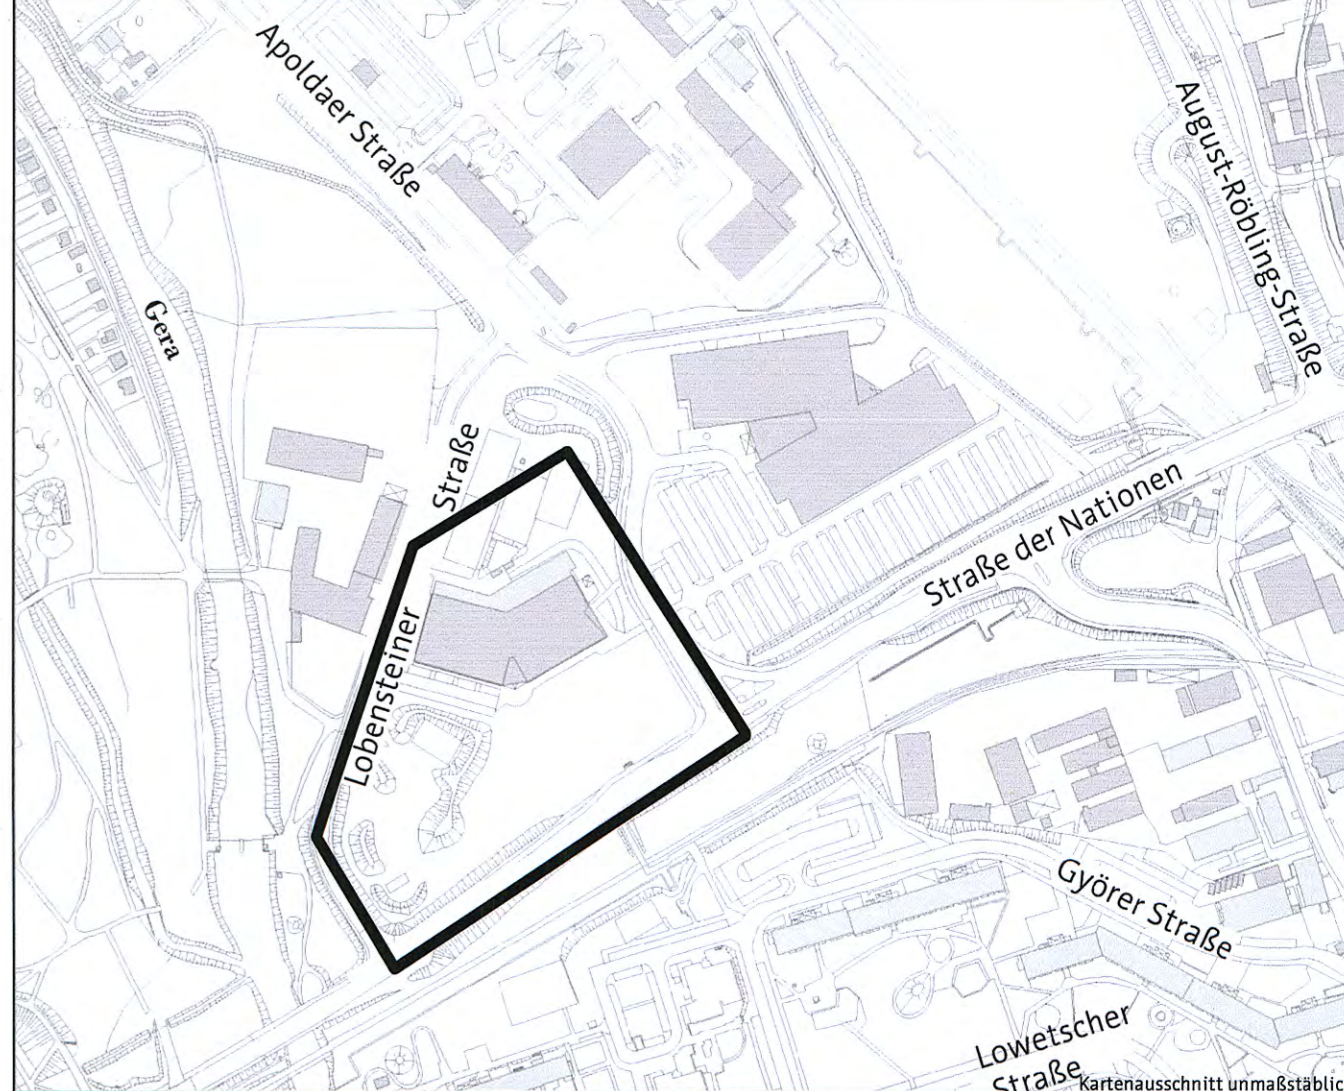 Apoldaer Straße
August-Röbling-Straße
Gera
Straße
Lobensteiner
Straße der Nationen
Györer Straße
Lowetscher
Straße
Kartenausschnitt unmaßstäblic